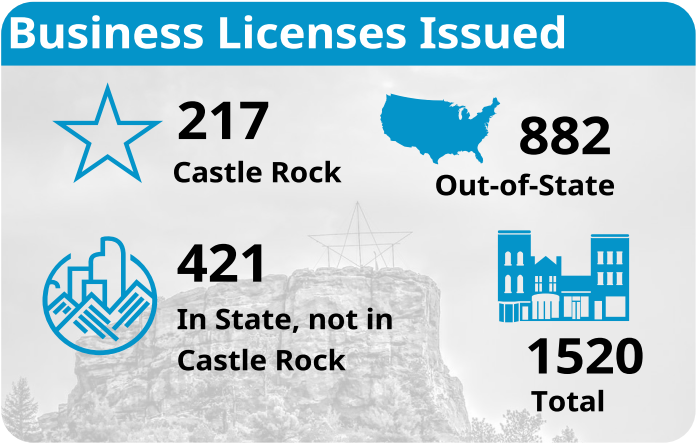 Business Licenses Issued
217
Castle Rock
882
Out-of-State
421
In State, not in
Castle Rock
1520
Total